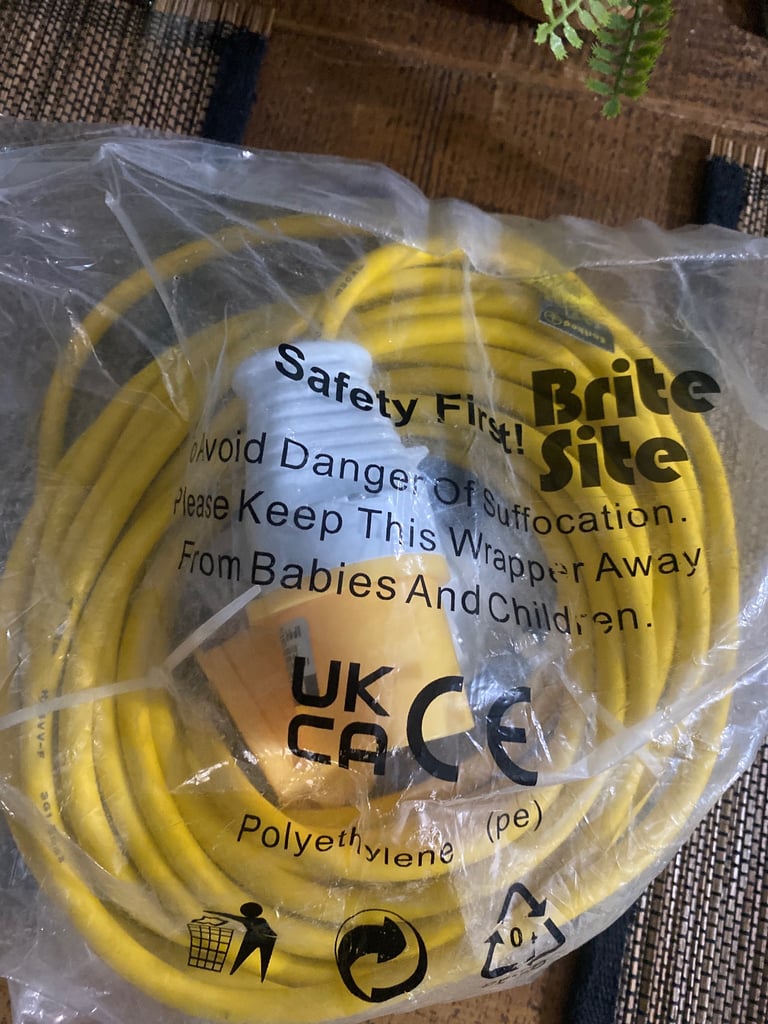 Brite
Site
Safety First!
o Avoid Danger Of Suffocation.
Please Keep This Wrapper Away
From Babies And Children.
UK
CA CE
Polyethylene (pe)